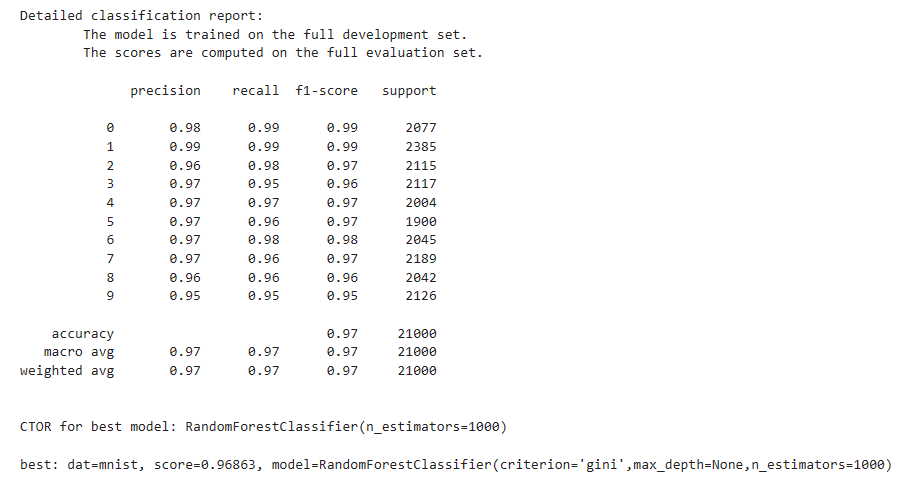 Detailed classification report:
The model is trained on the full development set.
The scores are computed on the full evaluation set.
precision recall f1-score support
0 0.98 0.99 0.99 2077
1 0.99 0.99 0.99 2385
2 0.96 0.98 0.97 2115
3 0.97 0.95 0.96 2117
4 0.97 0.97 0.97 2004
5 0.97 0.96 0.97 1900
6 0.97 0.98 0.98 2045
7 0.97 0.96 0.97 2189
8 0.96 0.96 0.96 2042
9 0.95 0.95 0.95 2126
accuracy 0.97 21000
macro avg 0.97 0.97 0.97 21000
weighted avg 0.97 0.97 0.97 21000
CTOR for best model: RandomForestClassifier(n_estimators=1000)
best: dat=mnist, score=0.96863, model=RandomForestClassifier(criterion='gini',max_depth=None,n_estimators=1000)